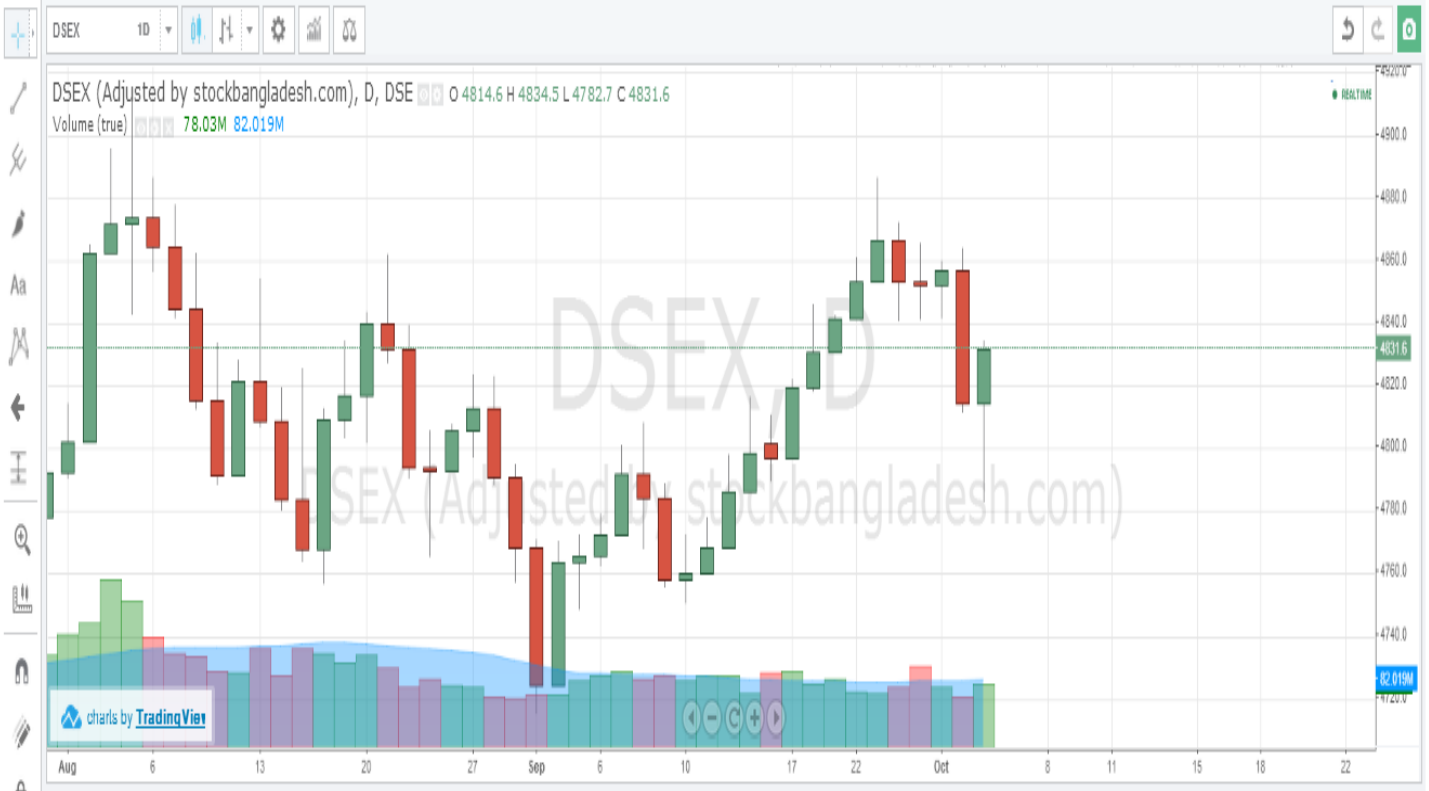 DSEX 1D
DSEX (Adjusted by stockbangladesh.com), D, DSE O 4814.6 H 4834.5 L 4782.7 C 4831.6
Volume (true) 78.03M 82.019M
REALTIME
Aa
DSEX, D
DSEX (Adjusted by stockbangladesh.com)
4920.0
4900.0
4880.0
4860.0
4840.0
4831.6
4820.0
4800.0
4780.0
4760.0
4740.0
82.019M
4720.0
charts by TradingView
Aug 6 13 20 27 Sep 6 10 17 22 Oct 8 11 15 18 22